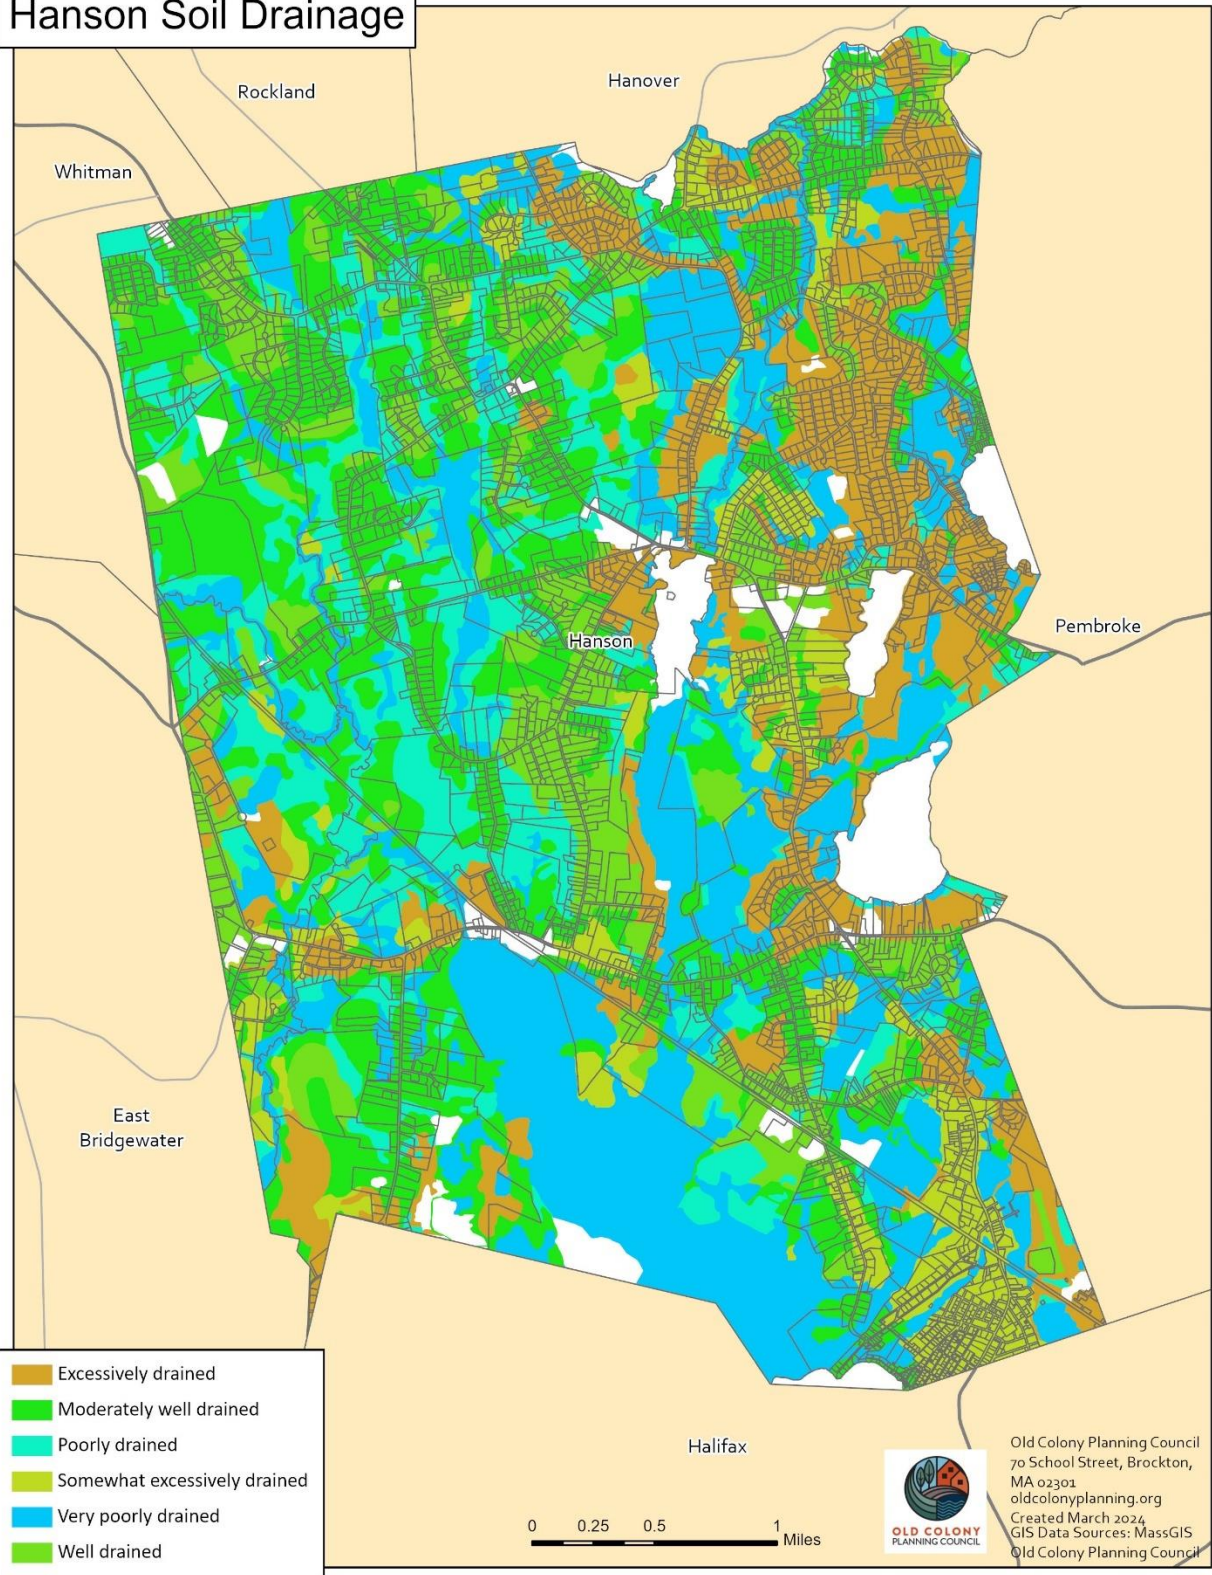 Hanson Soil Drainage
Rockland
Hanover
Whitman
Hanson
Pembroke
East
Bridgewater
Halifax
Excessively drained
Moderately well drained
Poorly drained
Somewhat excessively drained
Very poorly drained
Well drained
0 0.25 0.5 1
Miles
OLD COLONY
PLANNING COUNCIL
Old Colony Planning Council
70 School Street, Brockton,
MA 02301
oldcolonyplanning.org
Created March 2024
GIS Data Sources: MassGIS
Old Colony Planning Council